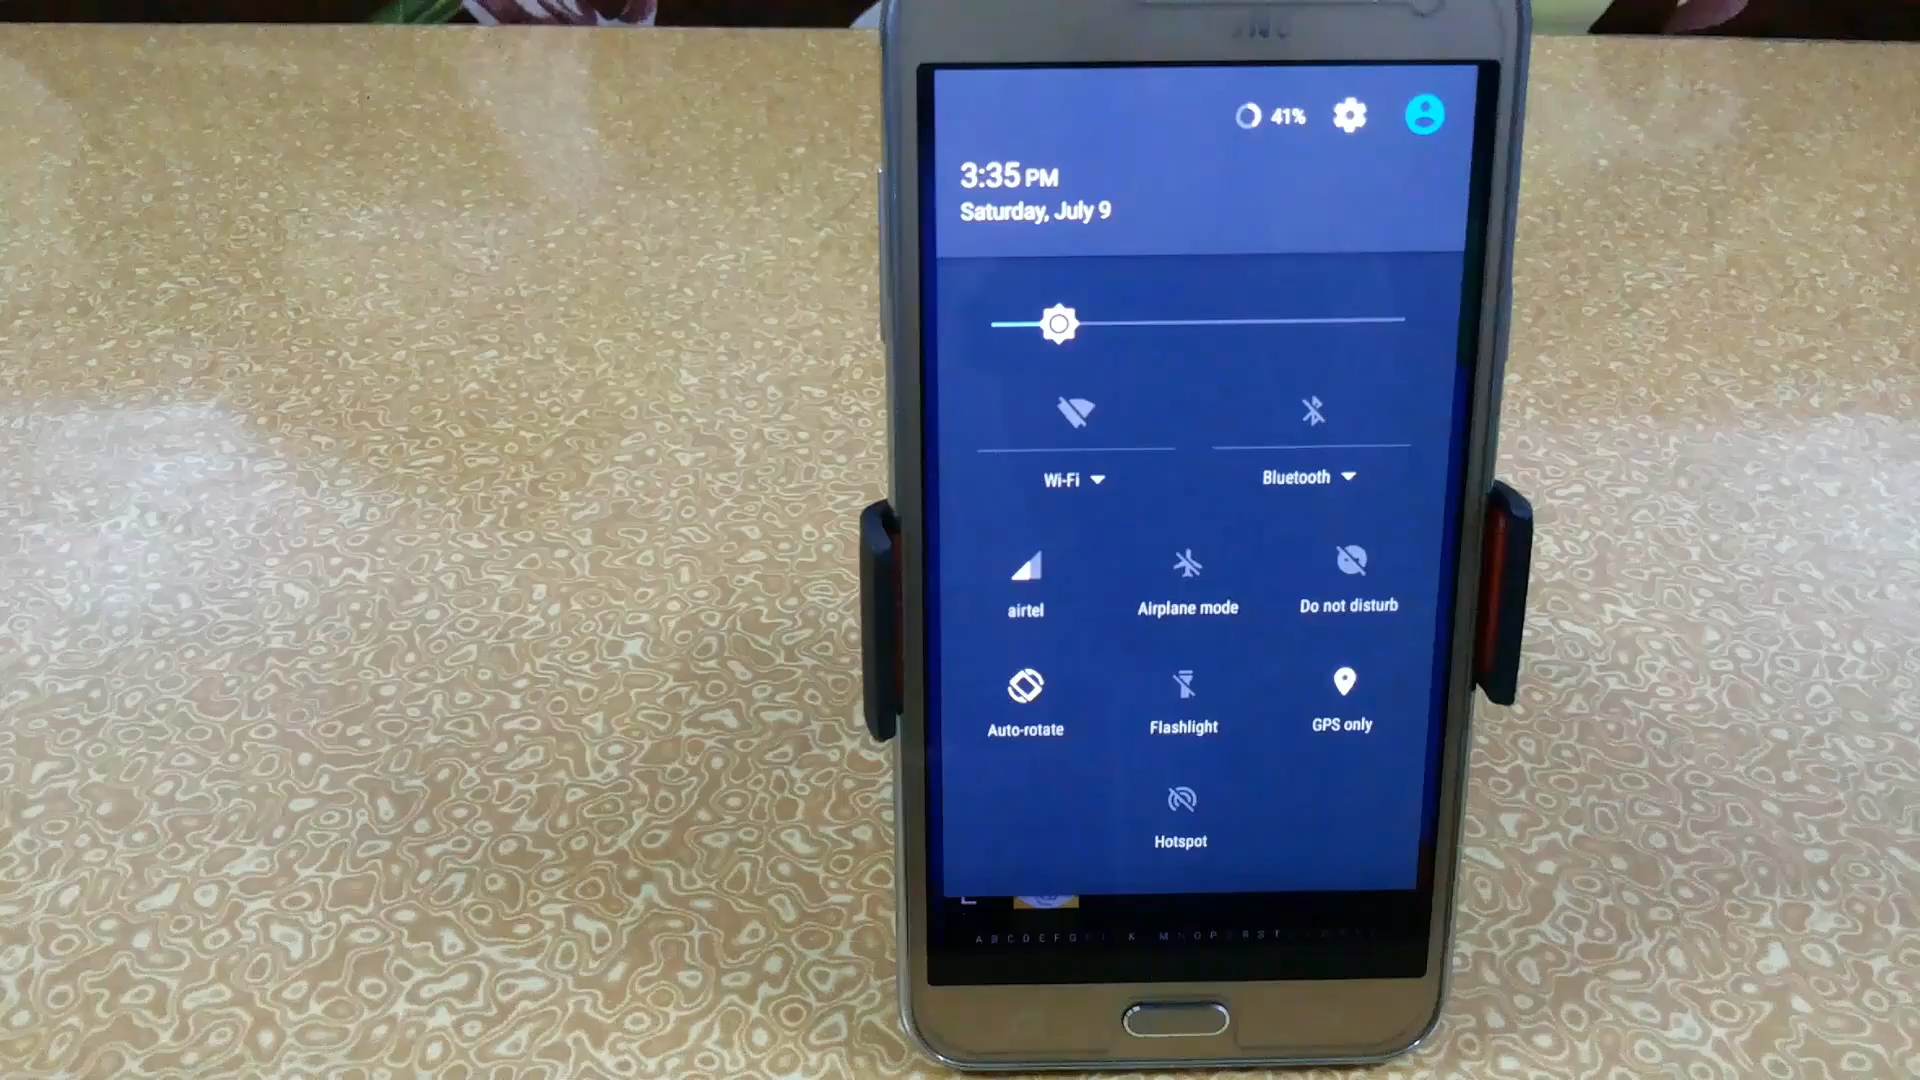 41%
3:35 PM
Saturday, July 9
Wi-Fi
Bluetooth
airtel
Airplane mode
Do not disturb
Auto-rotate
Flashlight
GPS only
Hotspot
A B C D E F G
K M N O P R S